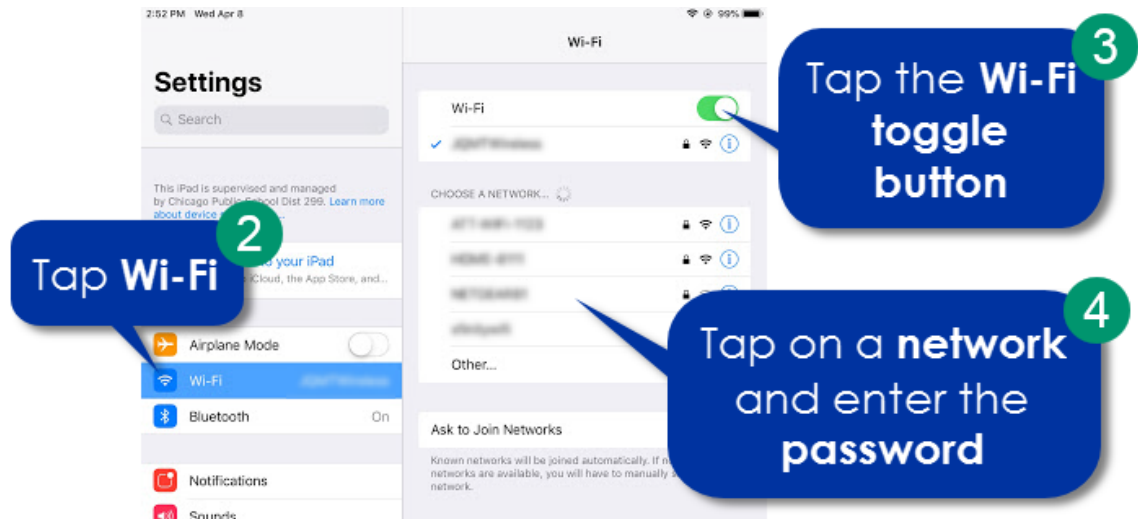 2:52 PM Wed Apr 8
99%
Settings
Search
This iPad is supervised and managed
by Chicago Public School Dist 299. Learn more
about device
your iPad
iCloud, the App Store, and...
Airplane Mode
Wi-Fi
Bluetooth On
Notifications
Sounds
2
Tap Wi-Fi
Wi-Fi
Wi-Fi
CHOOSE A NETWORK...
Other...
Ask to Join Networks
Known networks will be joined automatically. If
networks are available, you will have to manually
network.
3
Tap the Wi-Fi
toggle
button
4
Tap on a network
and enter the
password